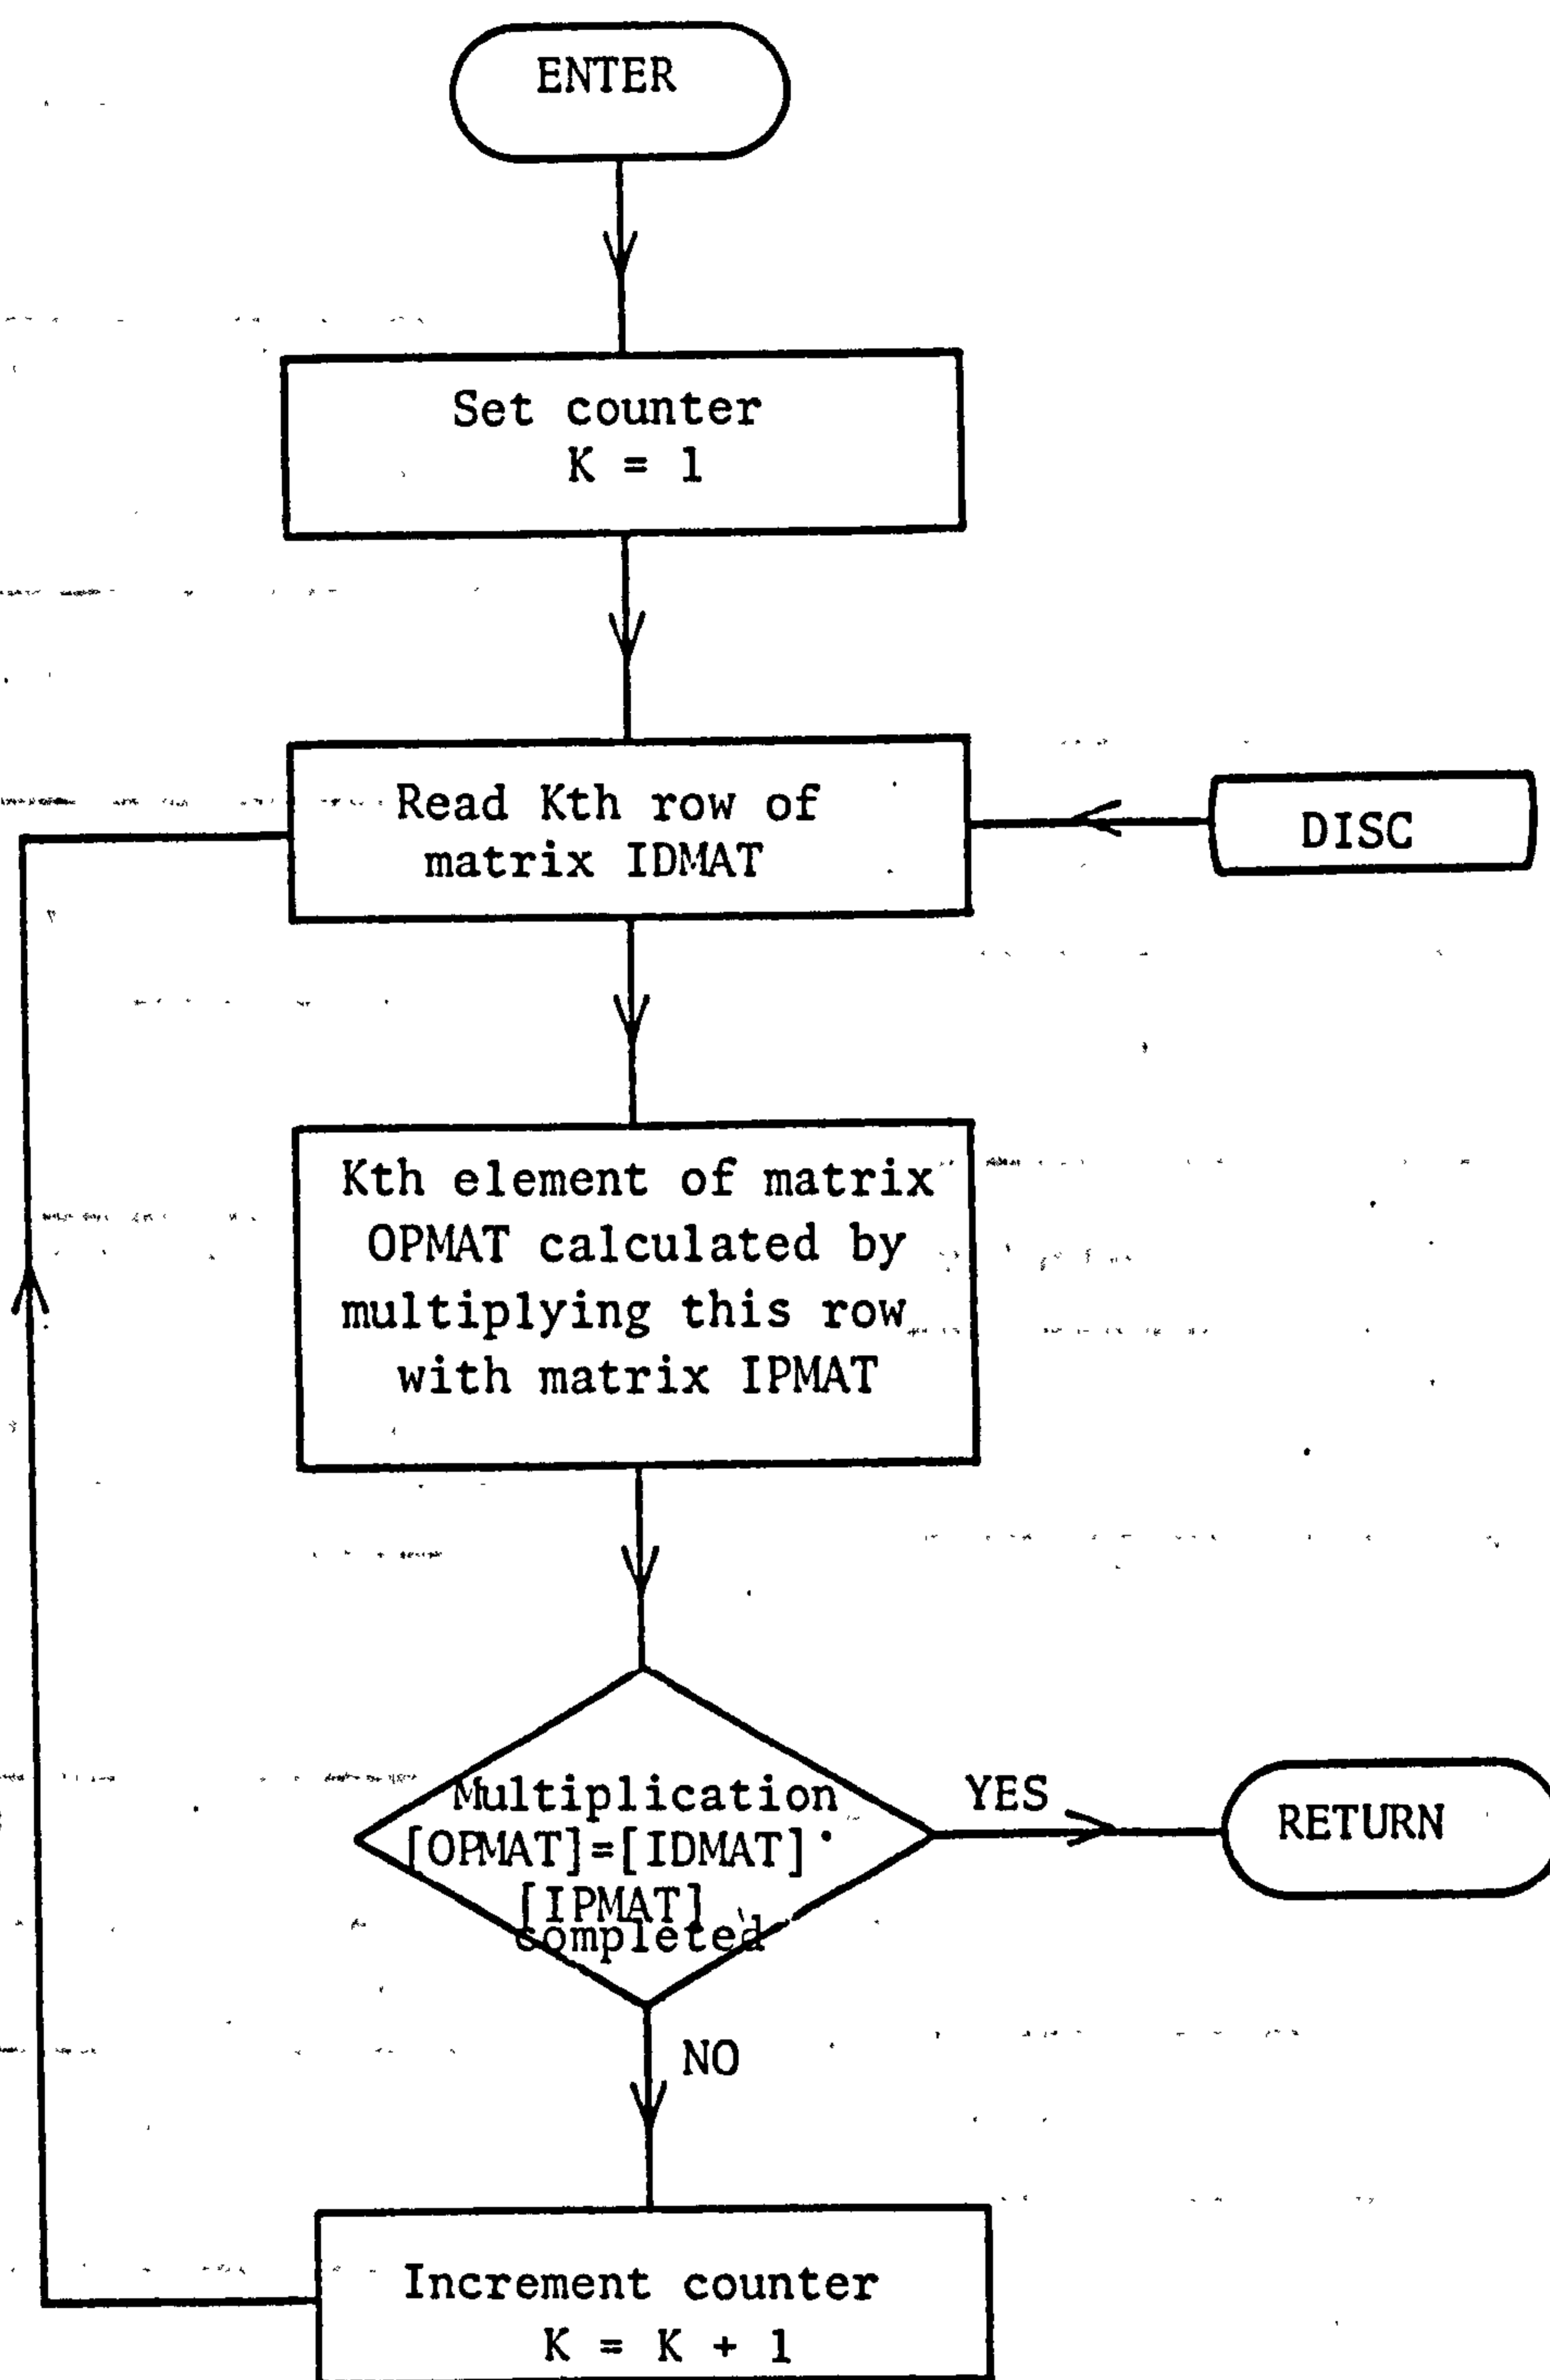 ENTER
Set counter
K = 1
Read Kth row of
matrix IDMAT
DISC
Kth element of matrix
OPMAT calculated by
multiplying this row
with matrix IPMAT
Multiplication
[OPMAT]=[IDMAT]·
[IPMAT]
completed
YES
RETURN
NO
Increment counter
K = K + 1